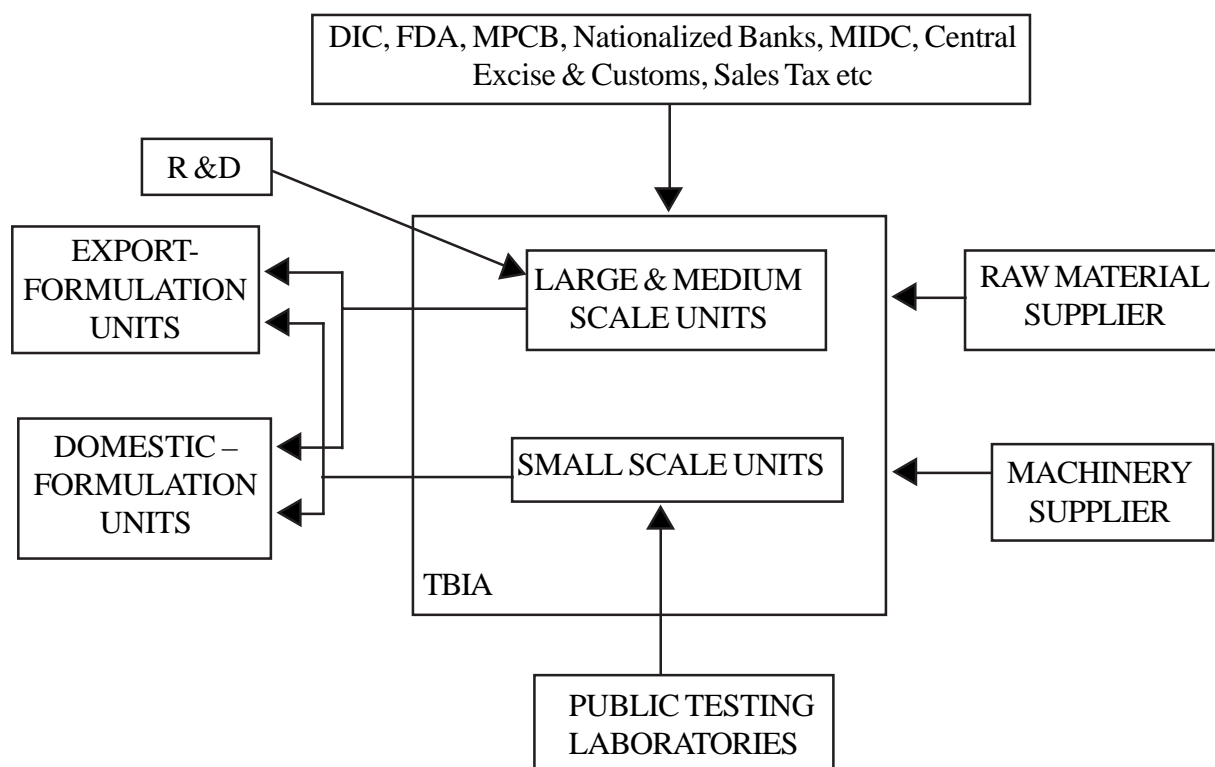 DIC, FDA, MPCB, Nationalized Banks, MIDC, Central
Excise & Customs, Sales Tax etc
R &D
EXPORT-
FORMULATION
UNITS
LARGE & MEDIUM
SCALE UNITS
RAW MATERIAL
SUPPLIER
DOMESTIC –
FORMULATION
UNITS
SMALL SCALE UNITS
MACHINERY
SUPPLIER
TBIA
PUBLIC TESTING
LABORATORIES